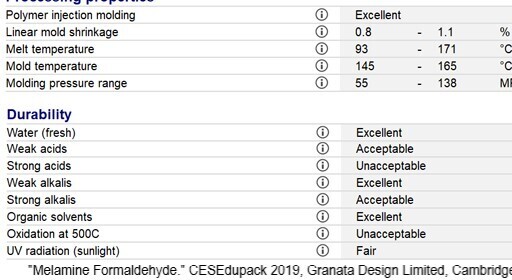 Processing properties
Polymer injection molding Excellent
Linear mold shrinkage 0.8 - 1.1 %
Melt temperature 93 - 171 °C
Mold temperature 145 - 165 °C
Molding pressure range 55 - 138 MP
Durability
Water (fresh) Excellent
Weak acids Acceptable
Strong acids Unacceptable
Weak alkalis Excellent
Strong alkalis Acceptable
Organic solvents Excellent
Oxidation at 500C Unacceptable
UV radiation (sunlight) Fair
"Melamine Formaldehyde." CESEdupack 2019, Granata Design Limited, Cambridge